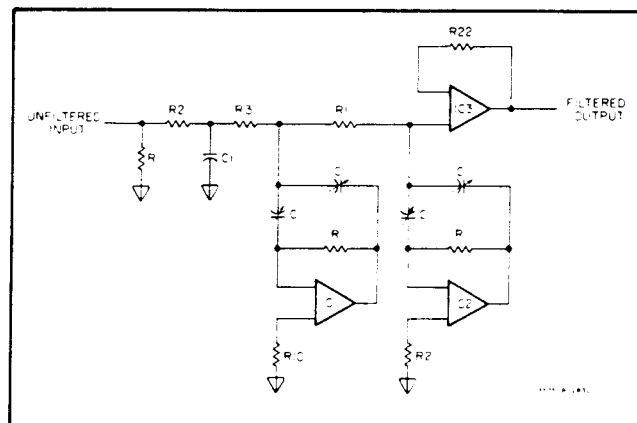 R22
IC3
UNFILTERED
INPUT
R2
R3
R1
FILTERED
OUTPUT
R
C1
C
C
C
C
R
R
C2
R10
R2